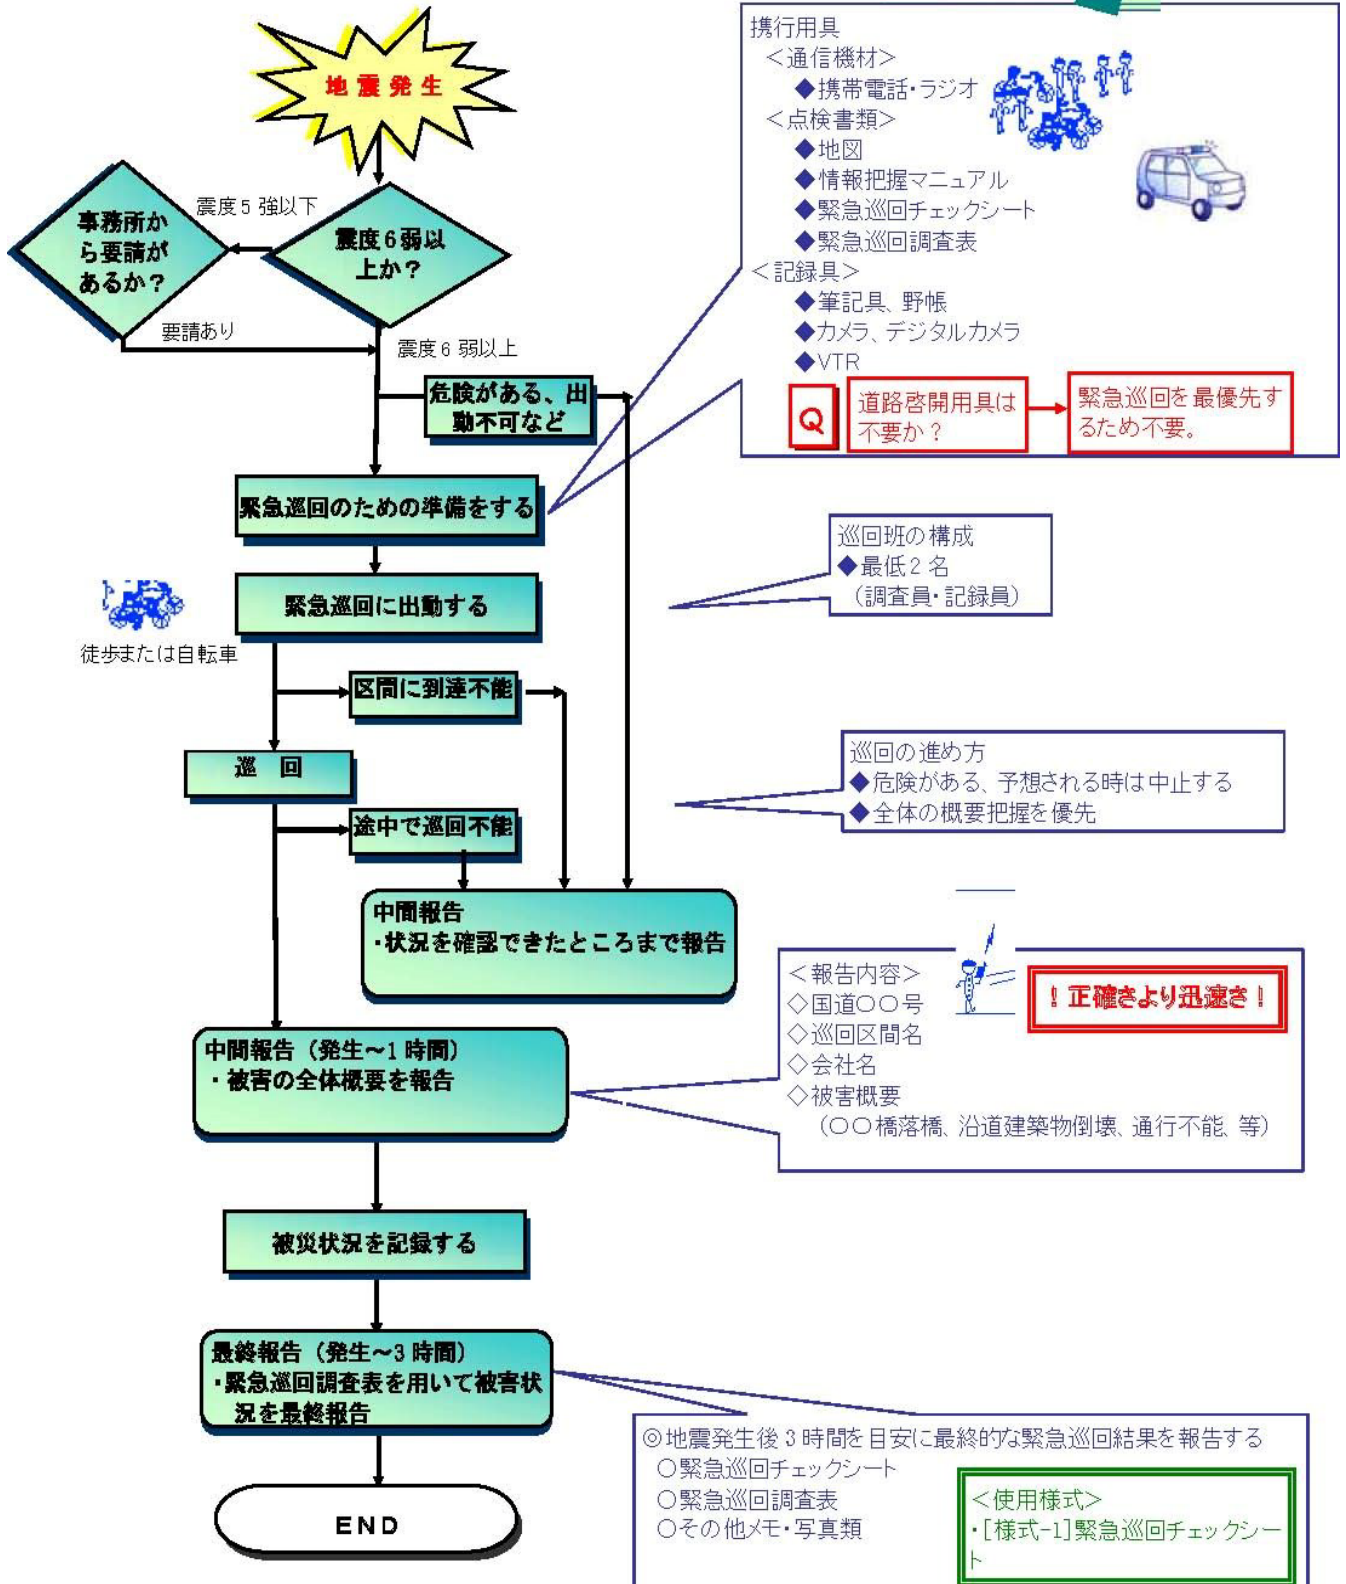 地震発生
震度6弱以
上か？
震度5強以下
事務所か
ら要請が
あるか？
要請あり
震度6弱以上
危険がある、出
動不可など
緊急巡回のための準備をする
緊急巡回に出動する
徒歩または自転車
区間に到達不能
巡　回
途中で巡回不能
中間報告
・状況を確認できたところまで報告
中間報告（発生～1時間）
・被害の全体概要を報告
被災状況を記録する
最終報告（発生～3時間）
・緊急巡回調査表を用いて被害状
況を最終報告
END
携行用具
＜通信機材＞
◆携帯電話・ラジオ
＜点検書類＞
◆地図
◆情報把握マニュアル
◆緊急巡回チェックシート
◆緊急巡回調査表
＜記録具＞
◆筆記具、野帳
◆カメラ、デジタルカメラ
◆VTR
Q
道路啓開用具は
不要か？
緊急巡回を最優先す
るため不要。
巡回班の構成
◆最低2名
（調査員・記録員）
巡回の進め方
◆危険がある、予想される時は中止する
◆全体の概要把握を優先
＜報告内容＞
◇国道〇〇号
◇巡回区間名
◇会社名
◇被害概要
（〇〇橋落橋、沿道建築物倒壊、通行不能、等）
！正確さより迅速さ！
◎地震発生後3時間を目安に最終的な緊急巡回結果を報告する
○緊急巡回チェックシート
○緊急巡回調査表
○その他メモ・写真類
＜使用様式＞
・[様式-1]緊急巡回チェックシー
ト